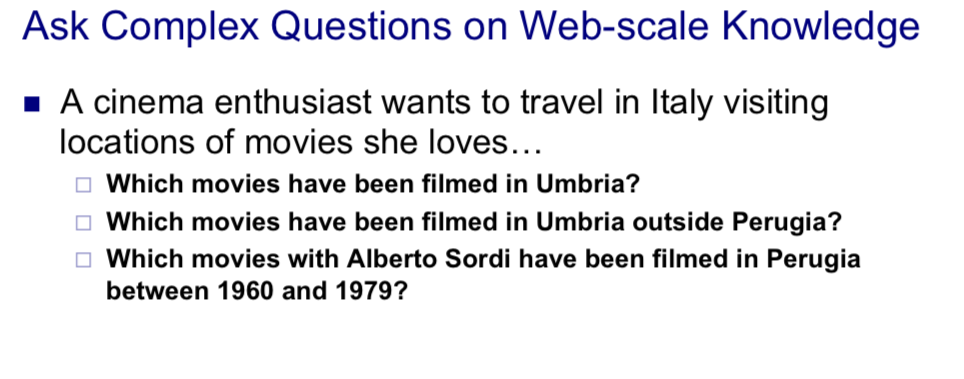 Ask Complex Questions on Web-scale Knowledge
A cinema enthusiast wants to travel in Italy visiting
locations of movies she loves…
Which movies have been filmed in Umbria?
Which movies have been filmed in Umbria outside Perugia?
Which movies with Alberto Sordi have been filmed in Perugia
between 1960 and 1979?